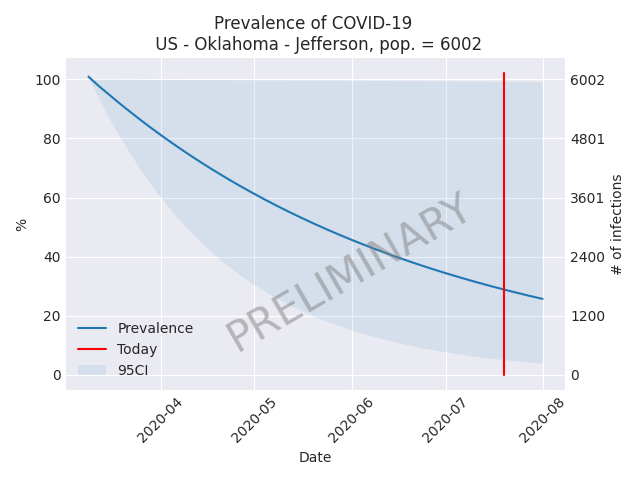 Prevalence of COVID-19
US - Oklahoma - Jefferson, pop. = 6002
100
80
60
40
20
0
%
6002
4801
3601
2400
1200
0
# of infections
PRELIMINARY
Prevalence
Today
95CI
2020-04
2020-05
2020-06
2020-07
2020-08
Date